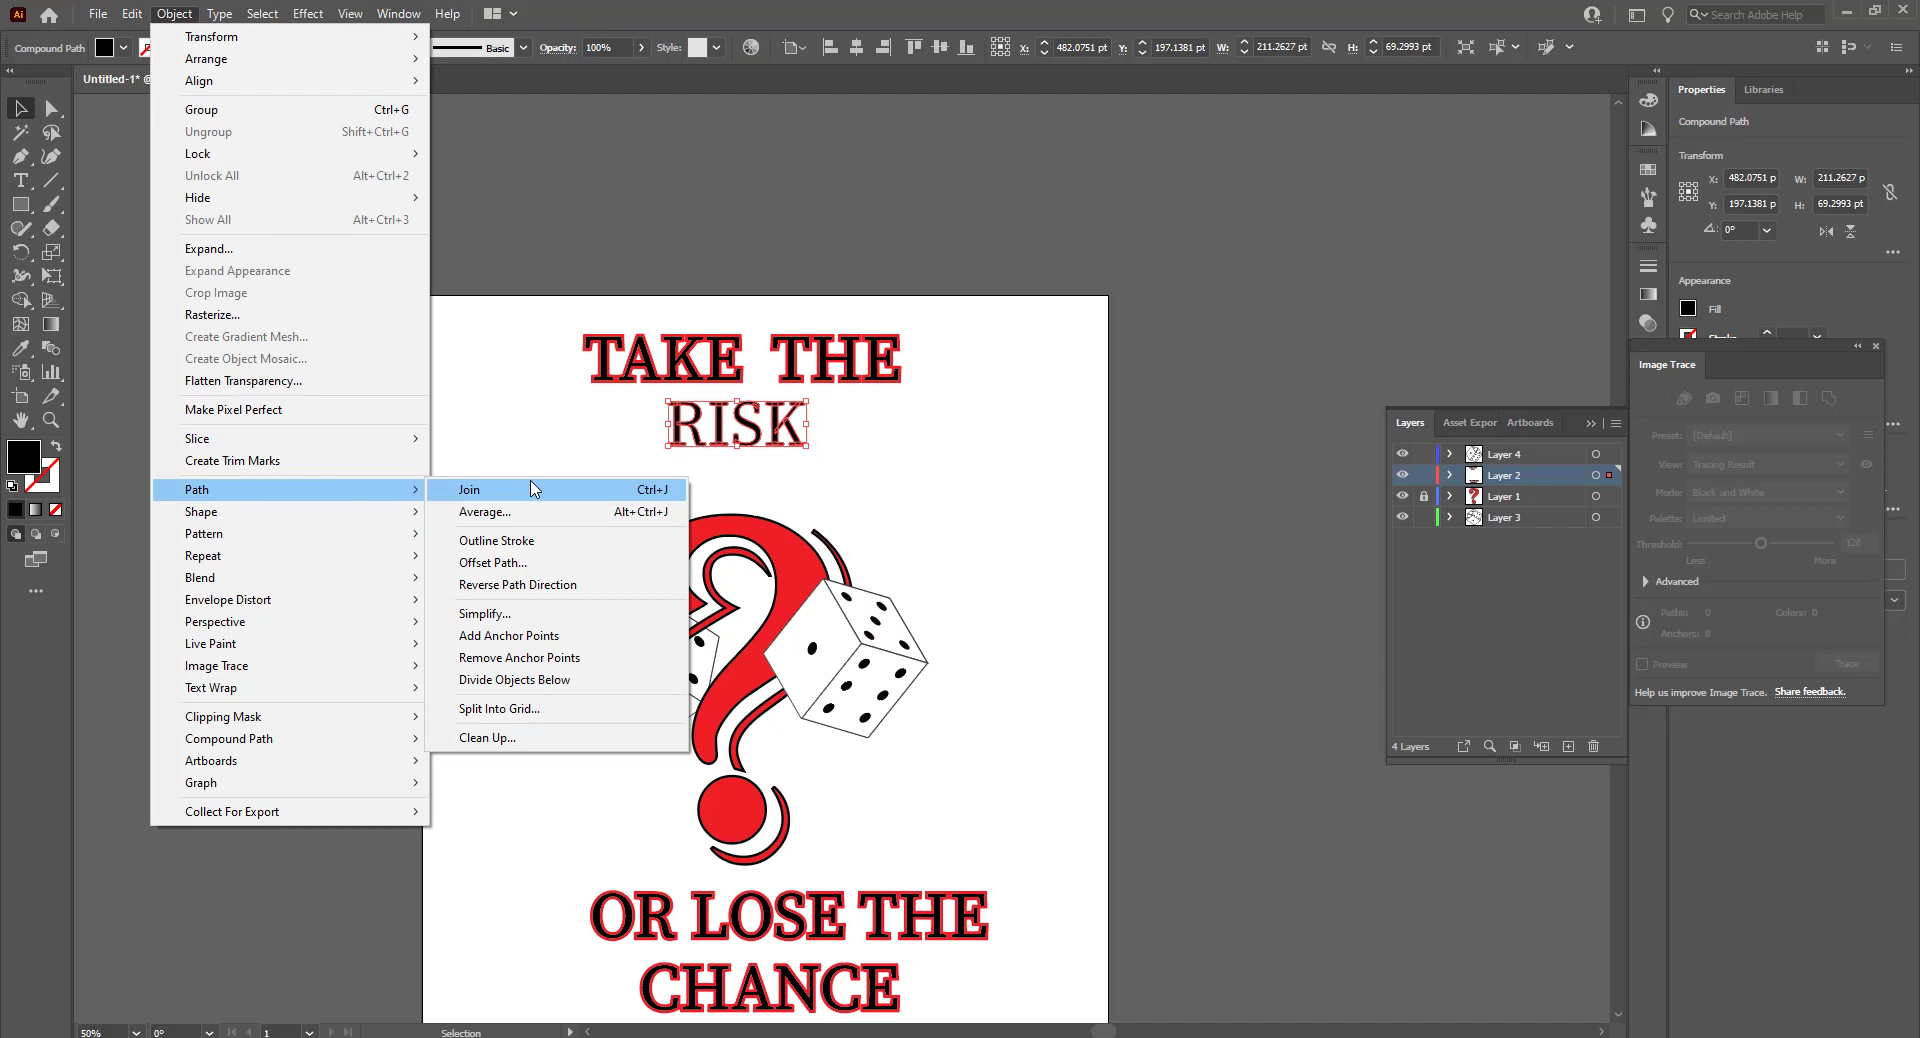 Ai
File Edit Object Type Select Effect View Window Help
Search Adobe Help
Compound Path
Basic
Opacity: 100%
Style:
X: 482.0751 pt Y: 197.1381 pt W: 211.2627 pt H: 69.2993 pt
Untitled-1* @
Transform
Arrange
Align
Group Ctrl+G
Ungroup Shift+Ctrl+G
Lock
Unlock All Alt+Ctrl+2
Hide
Show All Alt+Ctrl+3
Expand...
Expand Appearance
Crop Image
Rasterize...
Create Gradient Mesh...
Create Object Mosaic...
Flatten Transparency...
Make Pixel Perfect
Slice
Create Trim Marks
Path
Shape
Pattern
Repeat
Blend
Envelope Distort
Perspective
Live Paint
Image Trace
Text Wrap
Clipping Mask
Compound Path
Artboards
Graph
Collect For Export
Join Ctrl+J
Average... Alt+Ctrl+J
Outline Stroke
Offset Path...
Reverse Path Direction
Simplify...
Add Anchor Points
Remove Anchor Points
Divide Objects Below
Split Into Grid...
Clean Up...
TAKE THE
RISK
OR LOSE THE
CHANCE
Layers Asset Expor Artboards
Layer 4
Layer 2
Layer 1
Layer 3
4 Layers
Properties Libraries
Compound Path
Transform
X: 482.0751 p W: 211.2627 p
Y: 197.1381 p H: 69.2993 pt
0°
Appearance
Fill
Stroke
Image Trace
Preset: [Default]
View: Tracing Result
Mode: Black and White
Palette: Limited
Threshold: 128
Less More
Advanced
Paths: 0 Colors: 0
Anchors: 0
Preview Trace
Help us improve Image Trace. Share feedback.
50% 0° 1 Selection